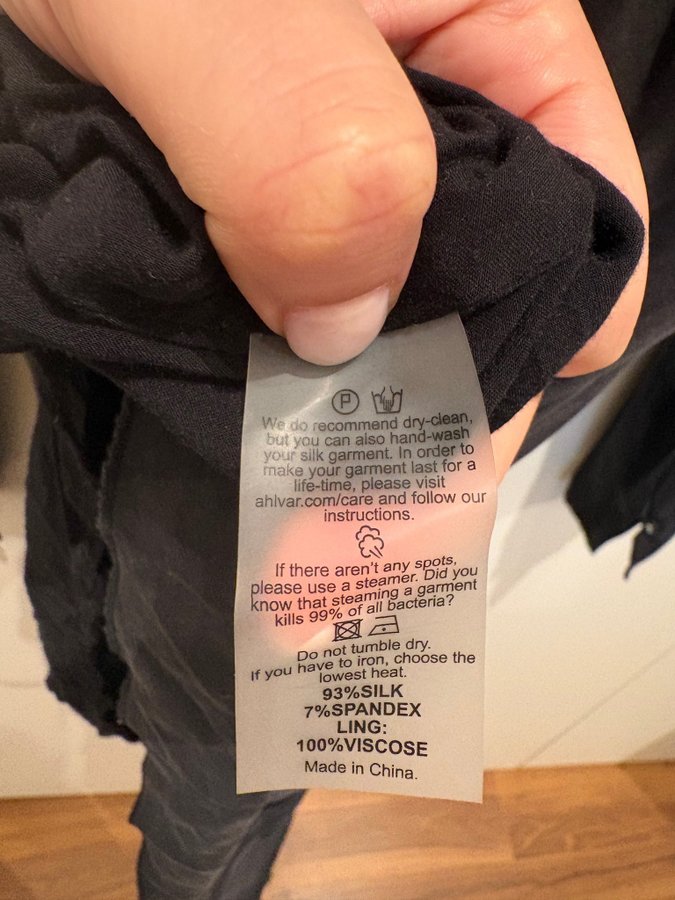 P
We do recommend dry-clean,
but you can also hand-wash
your silk garment. In order to
make your garment last for a
life-time, please visit
ahlvar.com/care and follow our
instructions.
If there aren't any spots,
please use a steamer. Did you
know that steaming a garment
kills 99% of all bacteria?
Do not tumble dry.
If you have to iron, choose the
lowest heat.
93%SILK
7%SPANDEX
LING:
100%VISCOSE
Made in China.